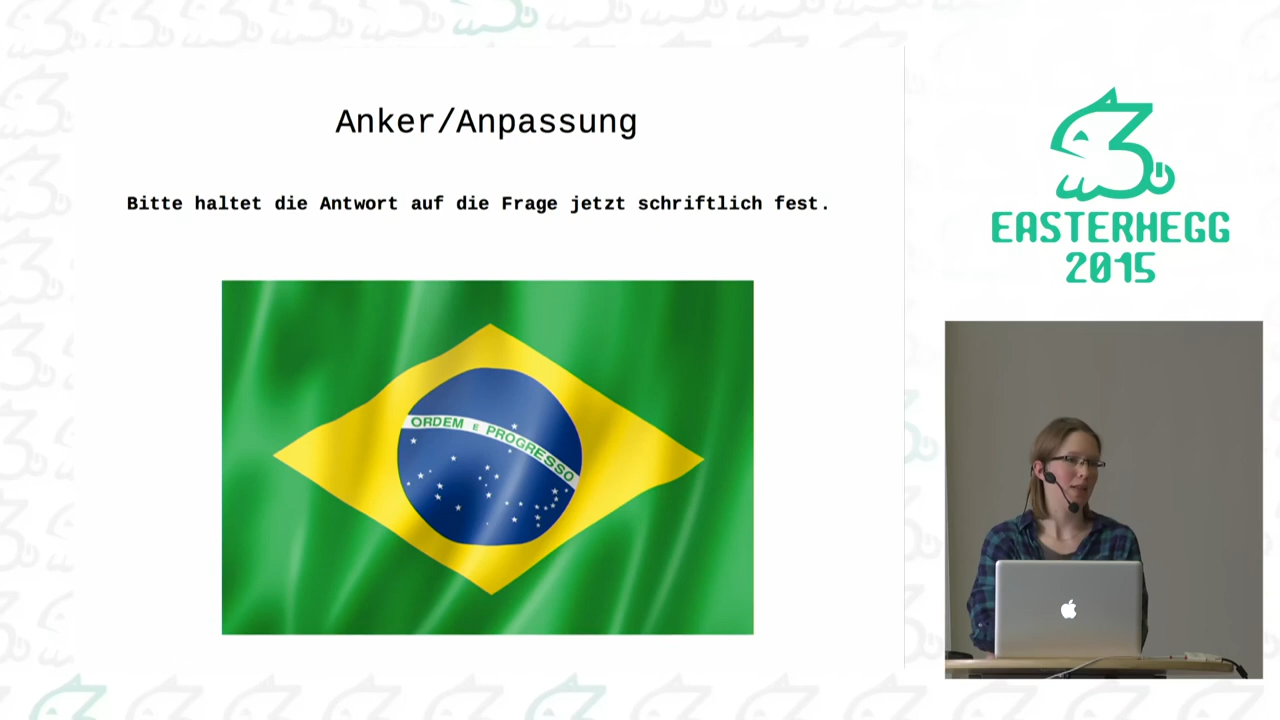 Anker/Anpassung
Bitte haltet die Antwort auf die Frage jetzt schriftlich fest.
ORDEM E PROGRESSO
EASTERHEGG
2015